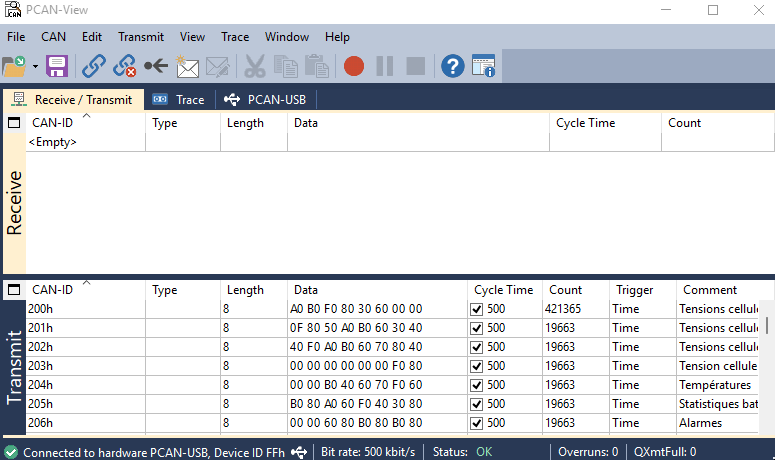 PCAN-View
File CAN Edit Transmit View Trace Window Help
Receive / Transmit Trace PCAN-USB
CAN-ID Type Length Data Cycle Time Count
<Empty>
Receive
CAN-ID Type Length Data Cycle Time Count Trigger Comment
200h 8 A0 B0 F0 80 30 60 00 00 500 421365 Time Tensions cellule
201h 8 0F 80 50 A0 B0 60 30 40 500 19663 Time Tensions cellule
202h 8 40 F0 A0 B0 60 70 80 40 500 19663 Time Tensions cellule
203h 8 00 00 00 00 00 00 F0 80 500 19663 Time Tension cellule
204h 8 00 00 B0 40 60 70 F0 60 500 19663 Time Températures
205h 8 B0 80 A0 60 F0 40 30 80 500 19663 Time Statistiques bat
206h 8 00 00 60 80 B0 80 B0 80 500 19663 Time Alarmes
Transmit
Connected to hardware PCAN-USB, Device ID FFh Bit rate: 500 kbit/s Status: OK Overruns: 0 QXmtFull: 0